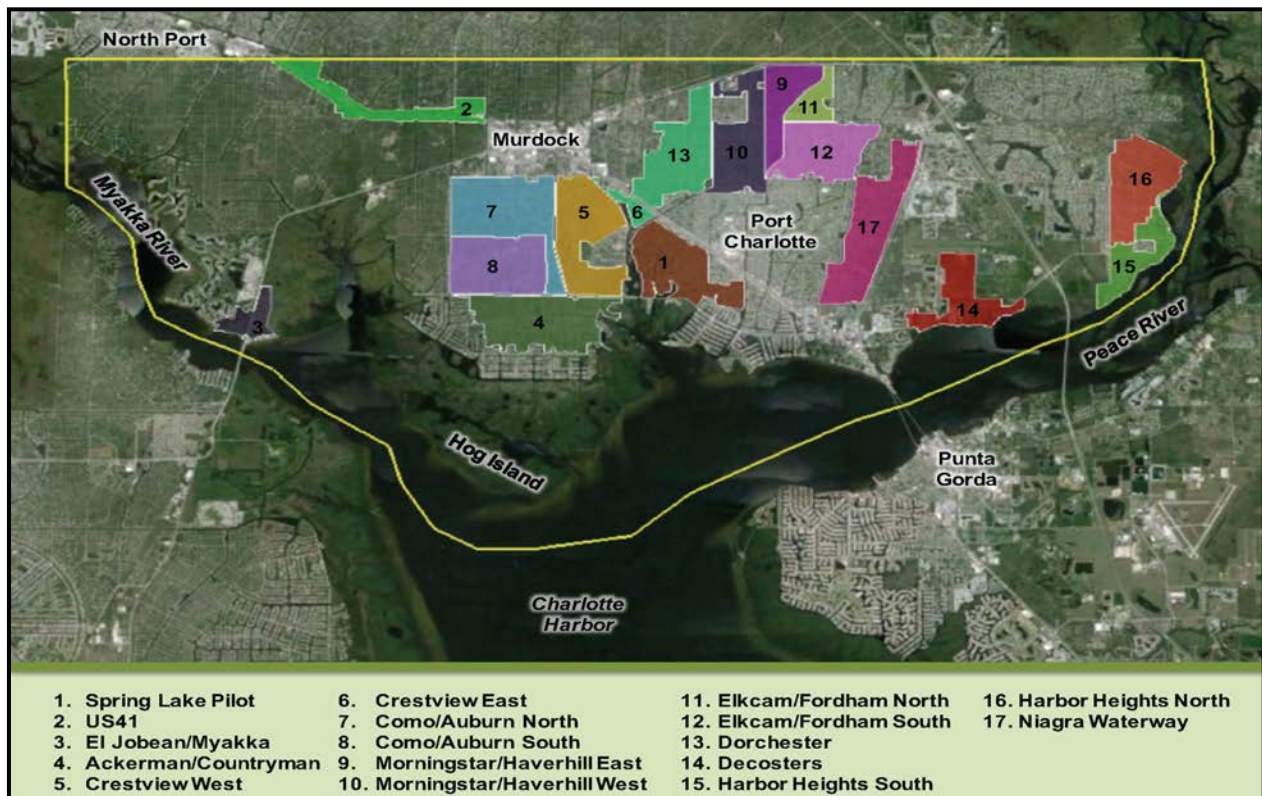 North Port
2
Murdock
9
11
13
10
12
16
7
5
6
Port
Charlotte
17
Myakka River
8
1
15
3
4
14
Peace River
Hog Island
Punta
Gorda
Charlotte
Harbor
1. Spring Lake Pilot
2. US41
3. El Jobean/Myakka
4. Ackerman/Countryman
5. Crestview West
6. Crestview East
7. Como/Auburn North
8. Como/Auburn South
9. Morningstar/Haverhill East
10. Morningstar/Haverhill West
11. Elkcam/Fordham North
12. Elkcam/Fordham South
13. Dorchester
14. Decosters
15. Harbor Heights South
16. Harbor Heights North
17. Niagra Waterway